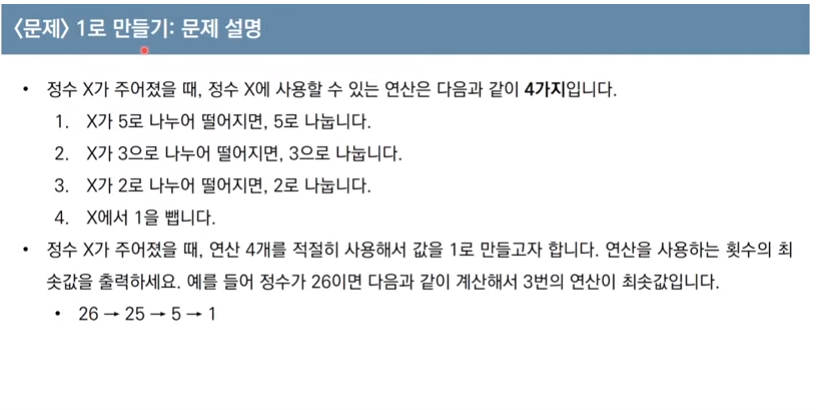 〈문제〉 1로 만들기: 문제 설명
• 정수 X가 주어졌을 때, 정수 X에 사용할 수 있는 연산은 다음과 같이 4가지입니다.
1. X가 5로 나누어 떨어지면, 5로 나눕니다.
2. X가 3으로 나누어 떨어지면, 3으로 나눕니다.
3. X가 2로 나누어 떨어지면, 2로 나눕니다.
4. X에서 1을 뺍니다.
• 정수 X가 주어졌을 때, 연산 4개를 적절히 사용해서 값을 1로 만들고자 합니다. 연산을 사용하는 횟수의 최
솟값을 출력하세요. 예를 들어 정수가 26이면 다음과 같이 계산해서 3번의 연산이 최솟값입니다.
• 26 → 25 → 5 → 1